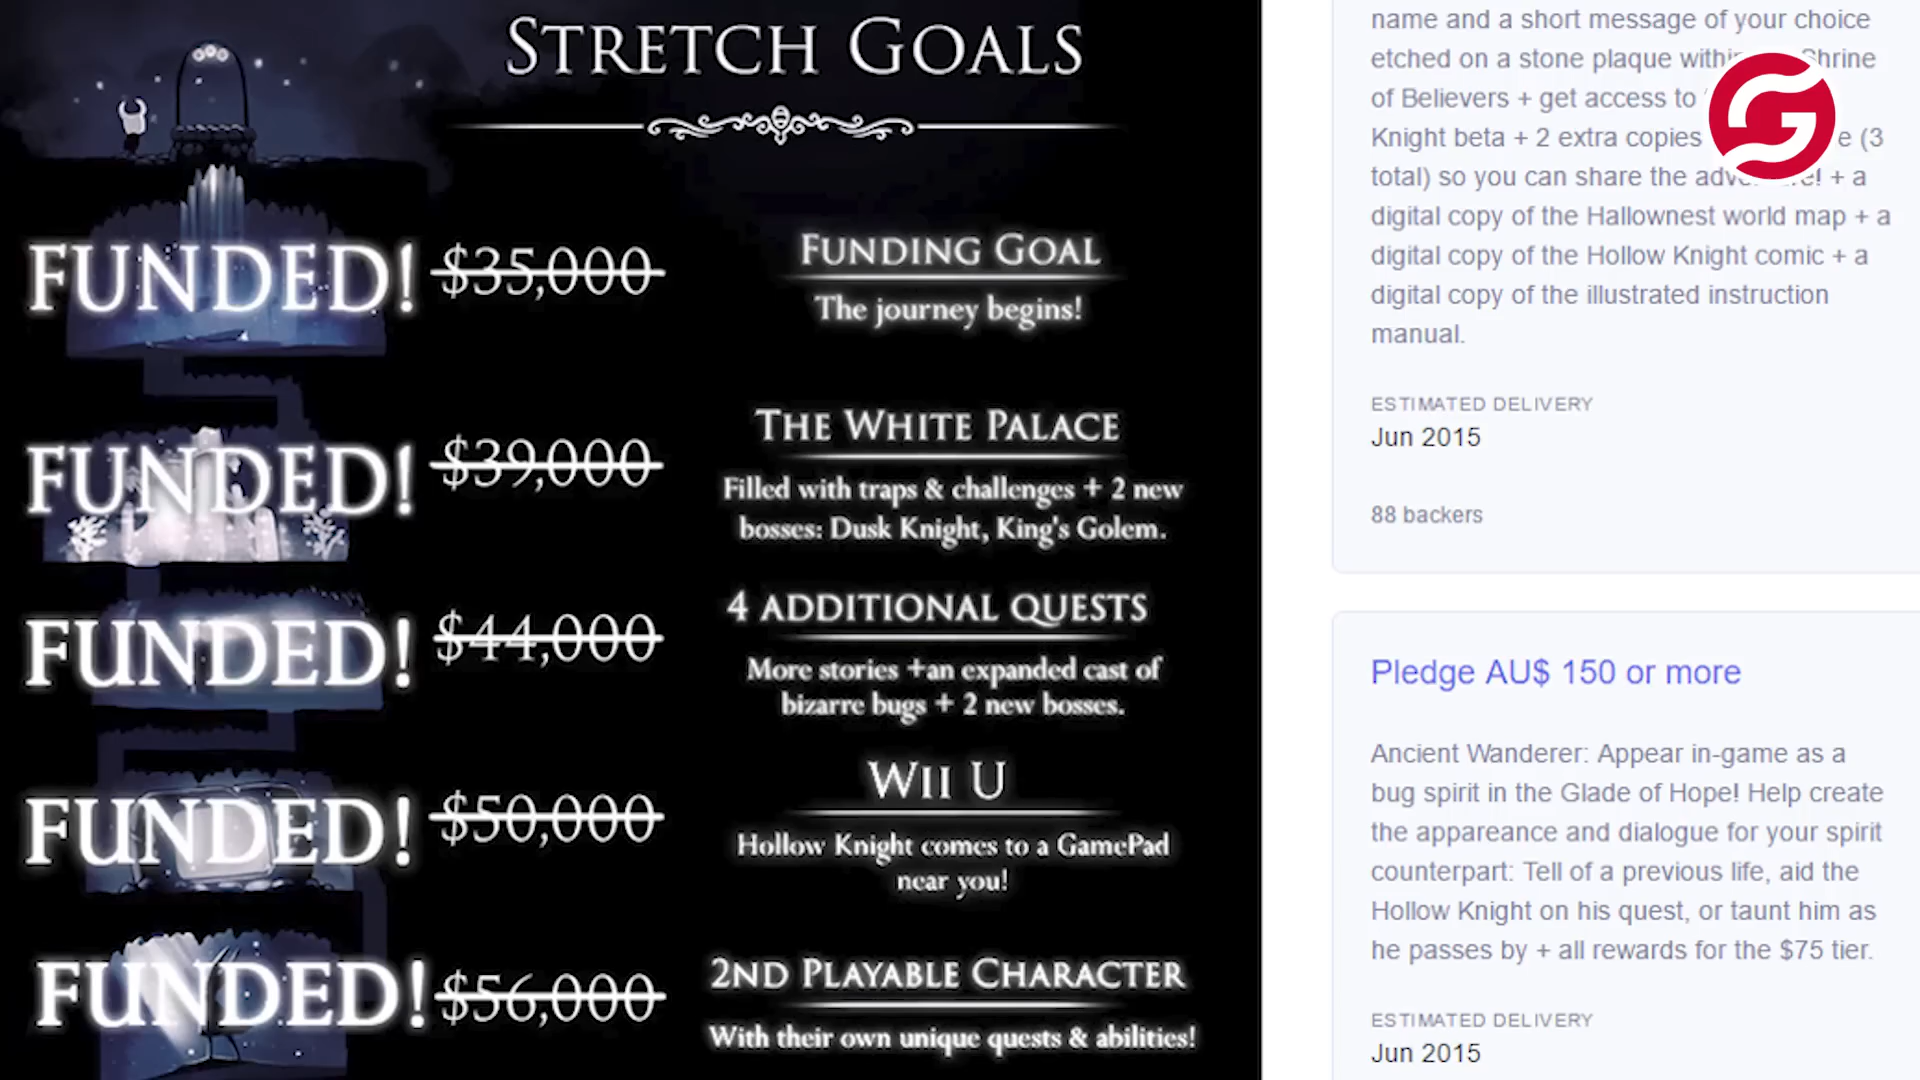 STRETCH GOALS
FUNDED! $35,000
FUNDING GOAL
The journey begins!
FUNDED! $39,000
THE WHITE PALACE
Filled with traps & challenges + 2 new
bosses: Dusk Knight, King's Golem.
FUNDED! $44,000
4 ADDITIONAL QUESTS
More stories +an expanded cast of
bizarre bugs + 2 new bosses.
FUNDED! $50,000
WII U
Hollow Knight comes to a GamePad
near you!
FUNDED! $56,000
2ND PLAYABLE CHARACTER
With their own unique quests & abilities!
name and a short message of your choice
etched on a stone plaque Shrine
of Believers + get access to
Knight beta + 2 extra copies (3
total) so you can share the + a
digital copy of the Hallownest world map + a
digital copy of the Hollow Knight comic + a
digital copy of the illustrated instruction
manual.
ESTIMATED DELIVERY
Jun 2015
88 backers
Pledge AU$ 150 or more
Ancient Wanderer: Appear in-game as a
bug spirit in the Glade of Hope! Help create
the appareance and dialogue for your spirit
counterpart: Tell of a previous life, aid the
Hollow Knight on his quest, or taunt him as
he passes by + all rewards for the $75 tier.
ESTIMATED DELIVERY
Jun 2015
G